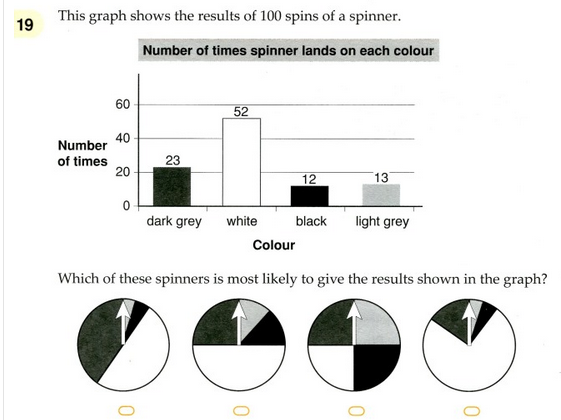 19
This graph shows the results of 100 spins of a spinner.
Number of times spinner lands on each colour
60
40
20
0
Number
of times
23
52
12
13
dark grey white black light grey
Colour
Which of these spinners is most likely to give the results shown in the graph?